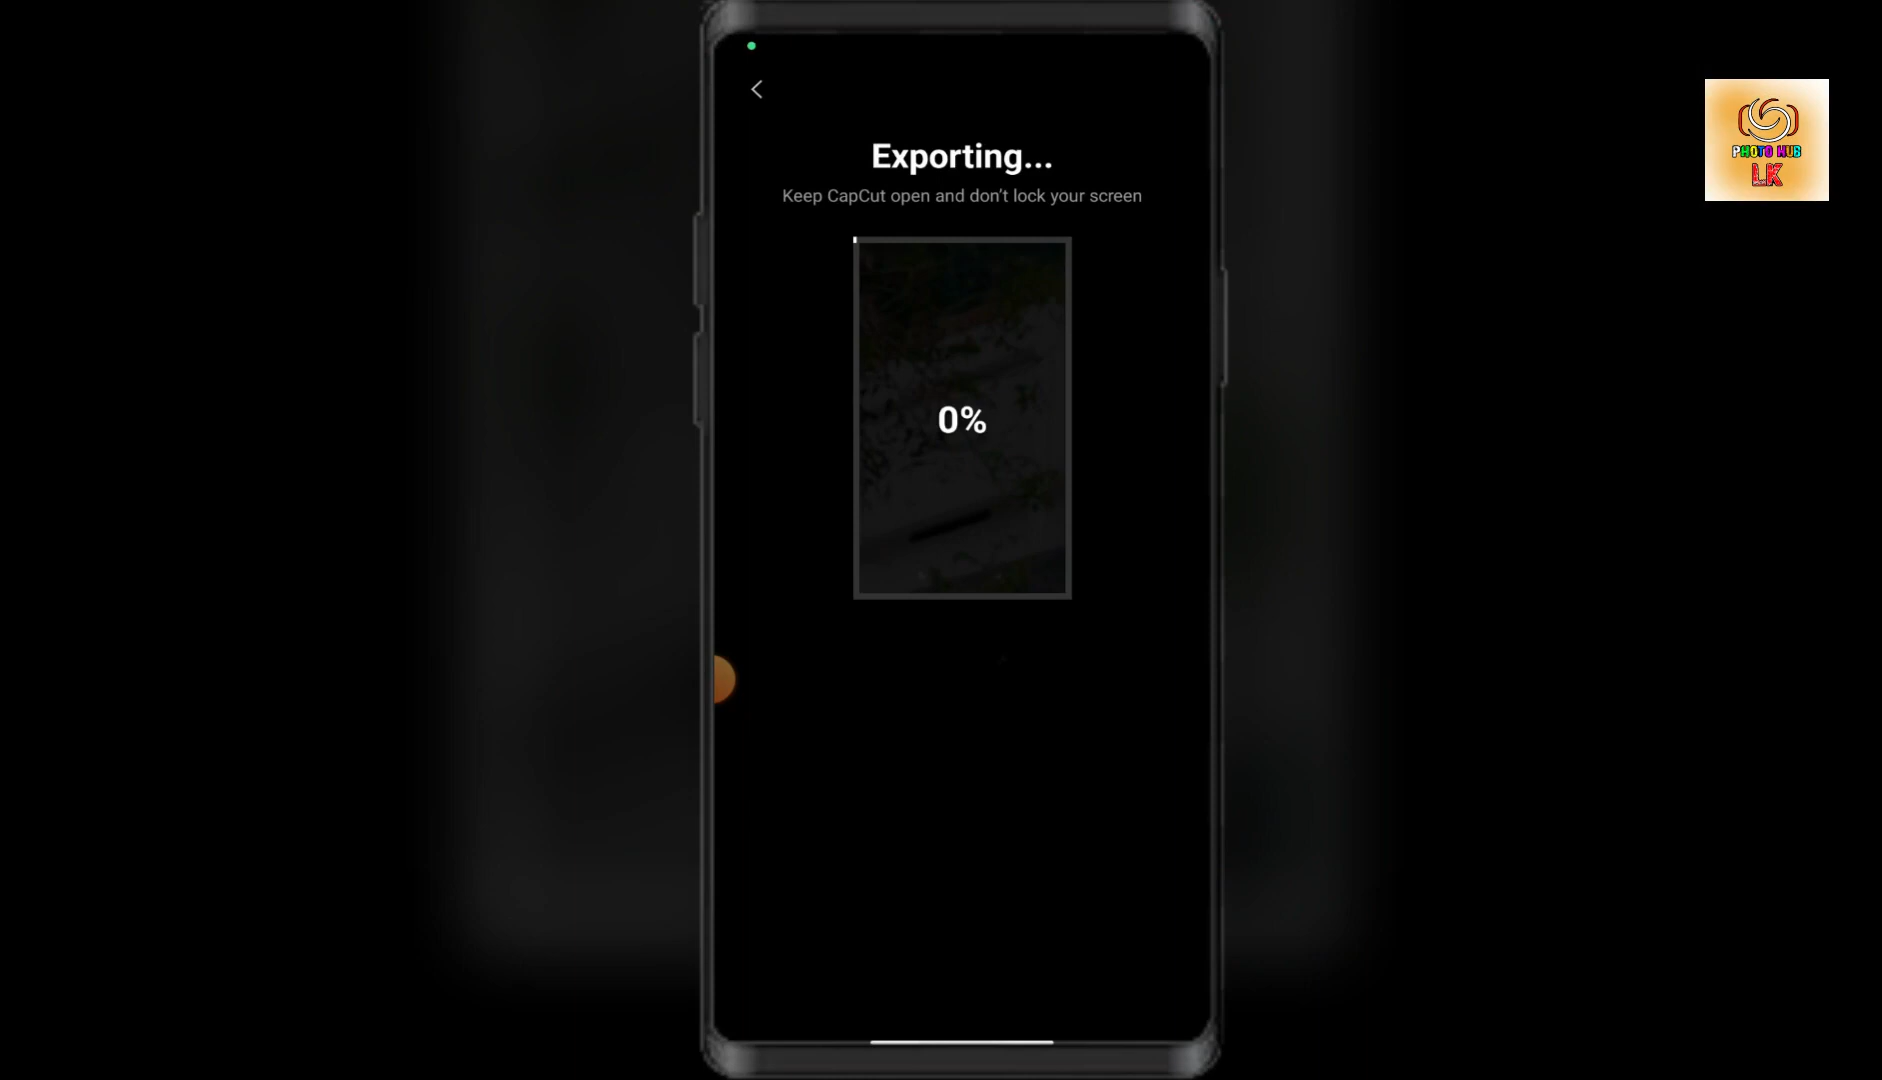 Exporting...
Keep CapCut open and don't lock your screen
0%
PHOTO HUB
LK